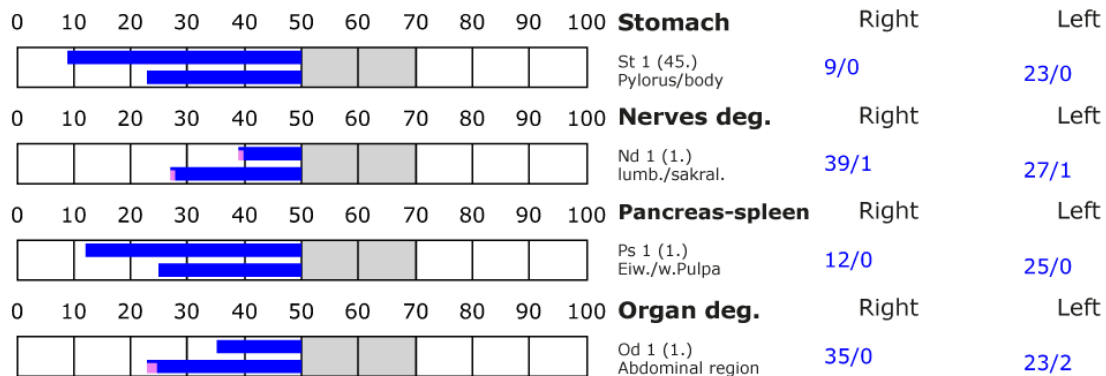 0 10 20 30 40 50 60 70 80 90 100 Stomach Right Left
St 1 (45.) 9/0 23/0
Pylorus/body
0 10 20 30 40 50 60 70 80 90 100 Nerves deg. Right Left
Nd 1 (1.) 39/1 27/1
lumb./sakral.
0 10 20 30 40 50 60 70 80 90 100 Pancreas-spleen Right Left
Ps 1 (1.) 12/0 25/0
Eiw./w.Pulpa
0 10 20 30 40 50 60 70 80 90 100 Organ deg. Right Left
Od 1 (1.) 35/0 23/2
Abdominal region